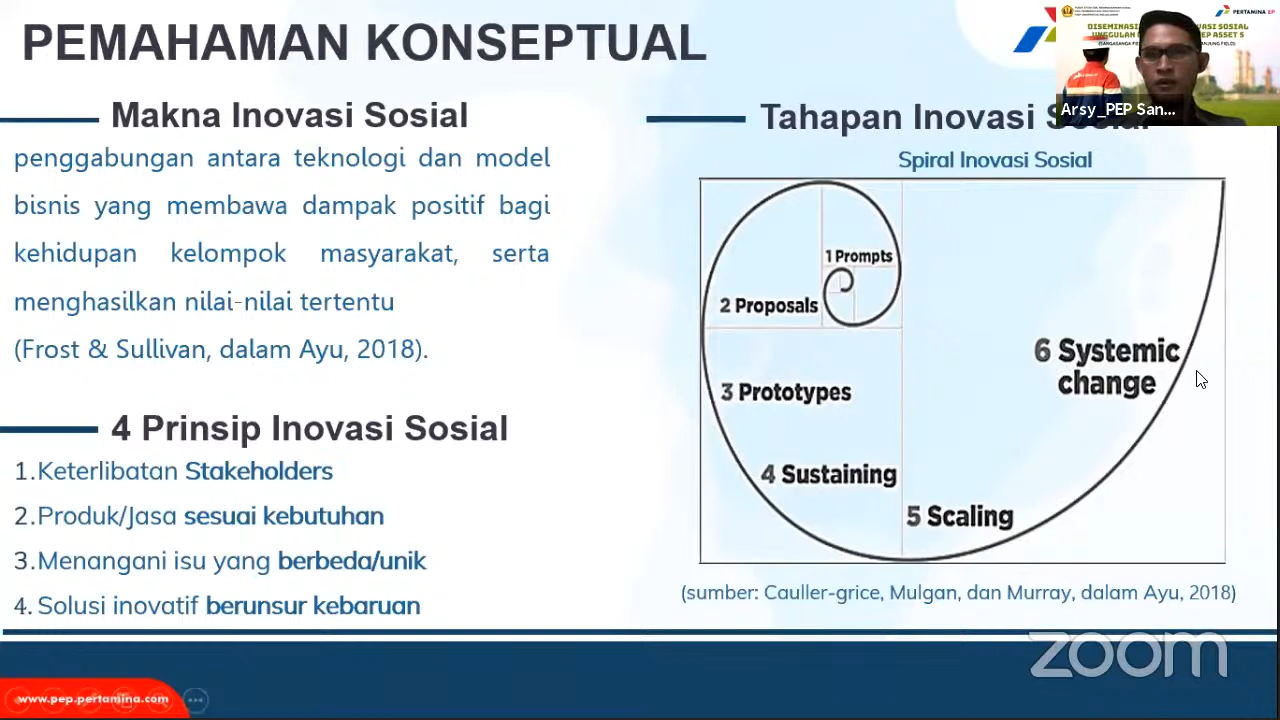 PEMAHAMAN KONSEPTUAL
PERTAMINA EP
DISEMINASI
Arsy_PEP San...
Makna Inovasi Sosial
penggabungan antara teknologi dan model
bisnis yang membawa dampak positif bagi
kehidupan kelompok masyarakat, serta
menghasilkan nilai-nilai tertentu
(Frost & Sullivan, dalam Ayu, 2018).
4 Prinsip Inovasi Sosial
1.Keterlibatan Stakeholders
2.Produk/Jasa sesuai kebutuhan
3.Menangani isu yang berbeda/unik
4. Solusi inovatif berunsur kebaruan
Tahapan Inovasi Sosial
Spiral Inovasi Sosial
1 Prompts
2 Proposals
3 Prototypes
4 Sustaining
5 Scaling
6 Systemic
change
(sumber: Cauller-grice, Mulgan, dan Murray, dalam Ayu, 2018)
zoom
www.pep.pertamina.com